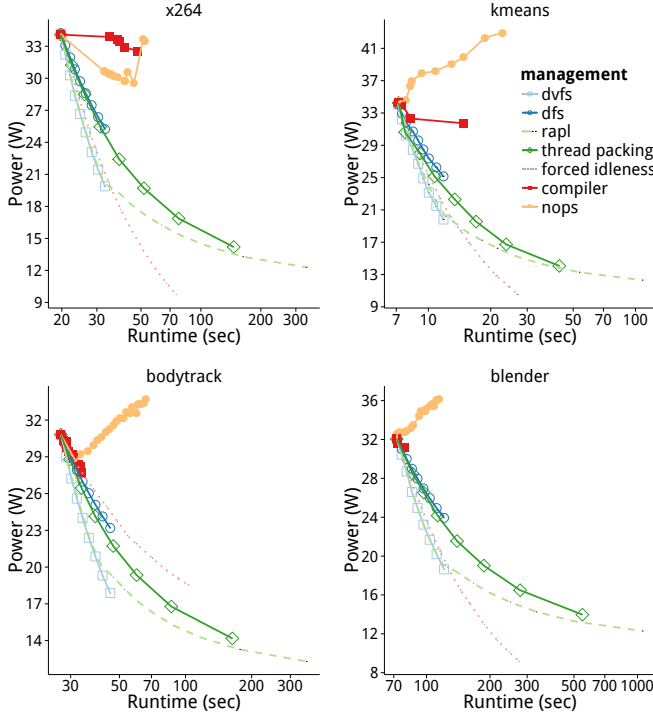 x264
Power (W)
33
30
27
24
21
18
15
12
9
20
30
50
70
100
200
300
Runtime (sec)
kmeans
Power (W)
41
37
33
29
25
21
17
13
9
7
10
20
50
100
Runtime (sec)
management
dvfs
dfs
rapl
thread packing
forced idleness
compiler
nops
bodytrack
Power (W)
32
29
26
23
20
17
14
30
50
70
100
200
300
Runtime (sec)
blender
Power (W)
36
32
28
24
20
16
12
8
70
100
200
500
1000
Runtime (sec)